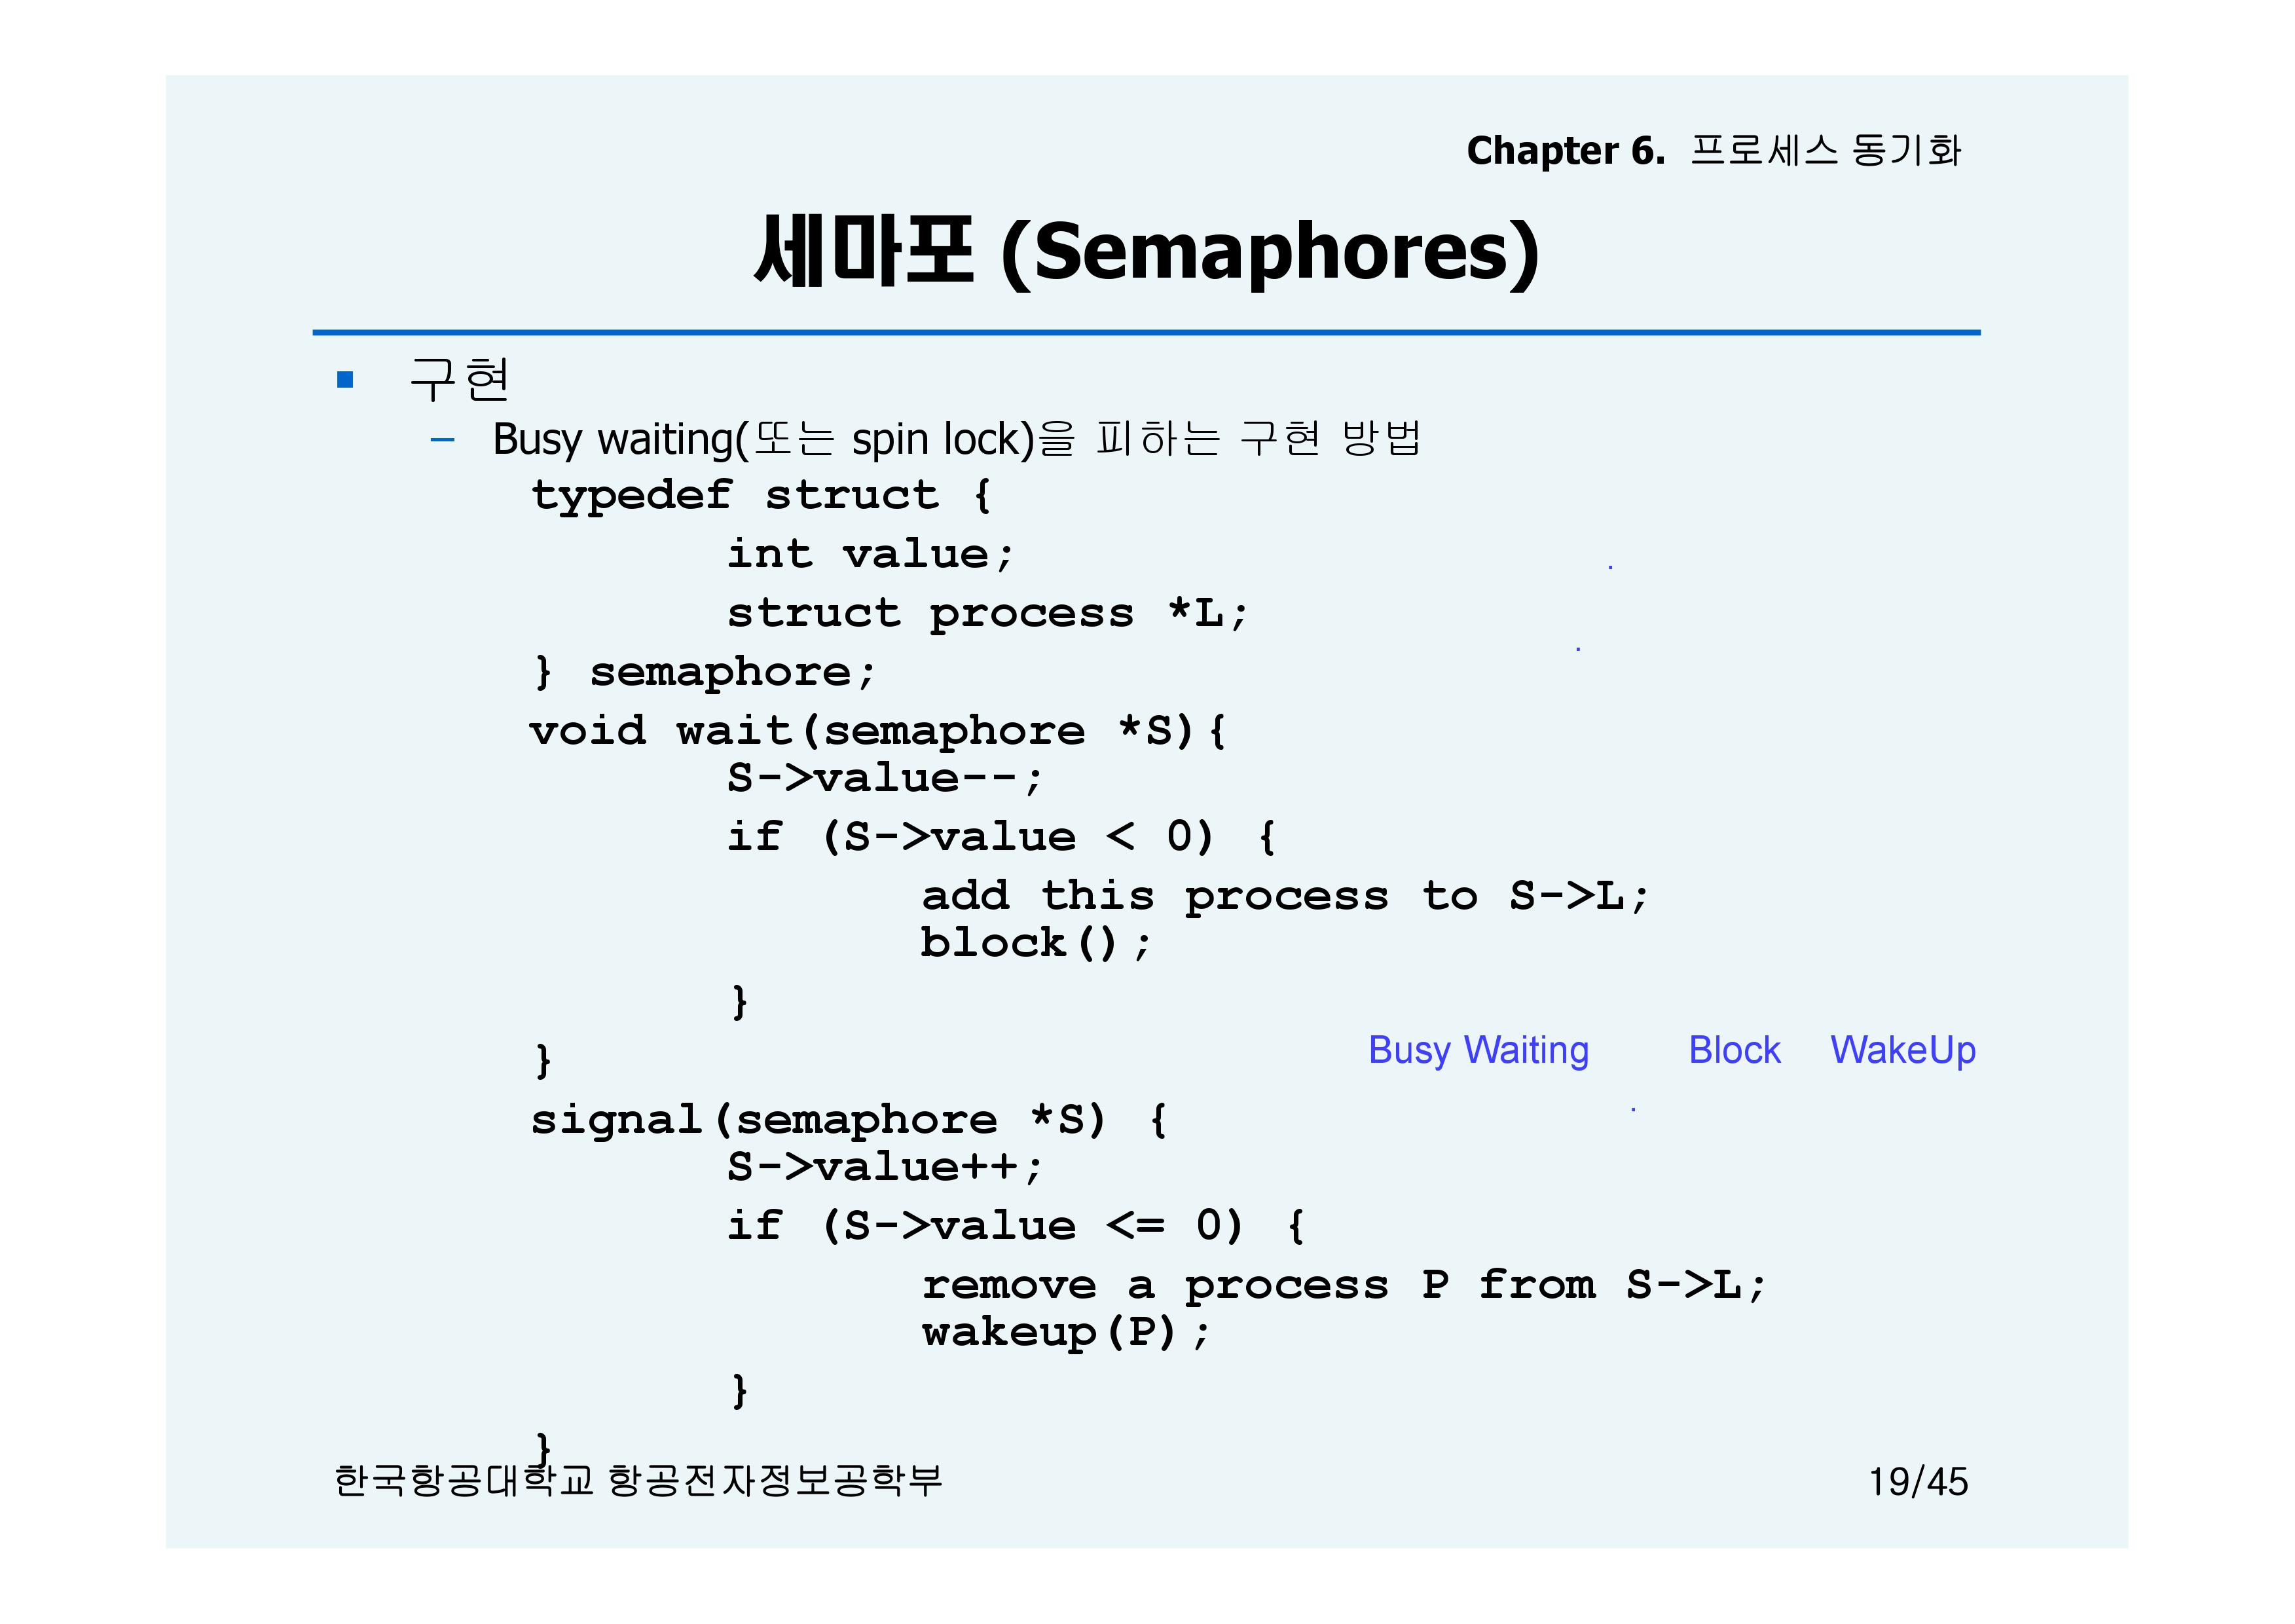 Chapter 6. 프로세스 동기화
세마포 (Semaphores)
구현
– Busy waiting(또는 spin lock)을 피하는 구현 방법
typedef struct {
int value;
struct process *L;
} semaphore;
void wait(semaphore *S){
S->value--;
if (S->value < 0) {
add this process to S->L;
block();
}
}
Busy Waiting Block WakeUp
.
signal(semaphore *S) {
S->value++;
if (S->value <= 0) {
remove a process P from S->L;
wakeup(P);
}
}
한국항공대학교 항공전자정보공학부
19/45